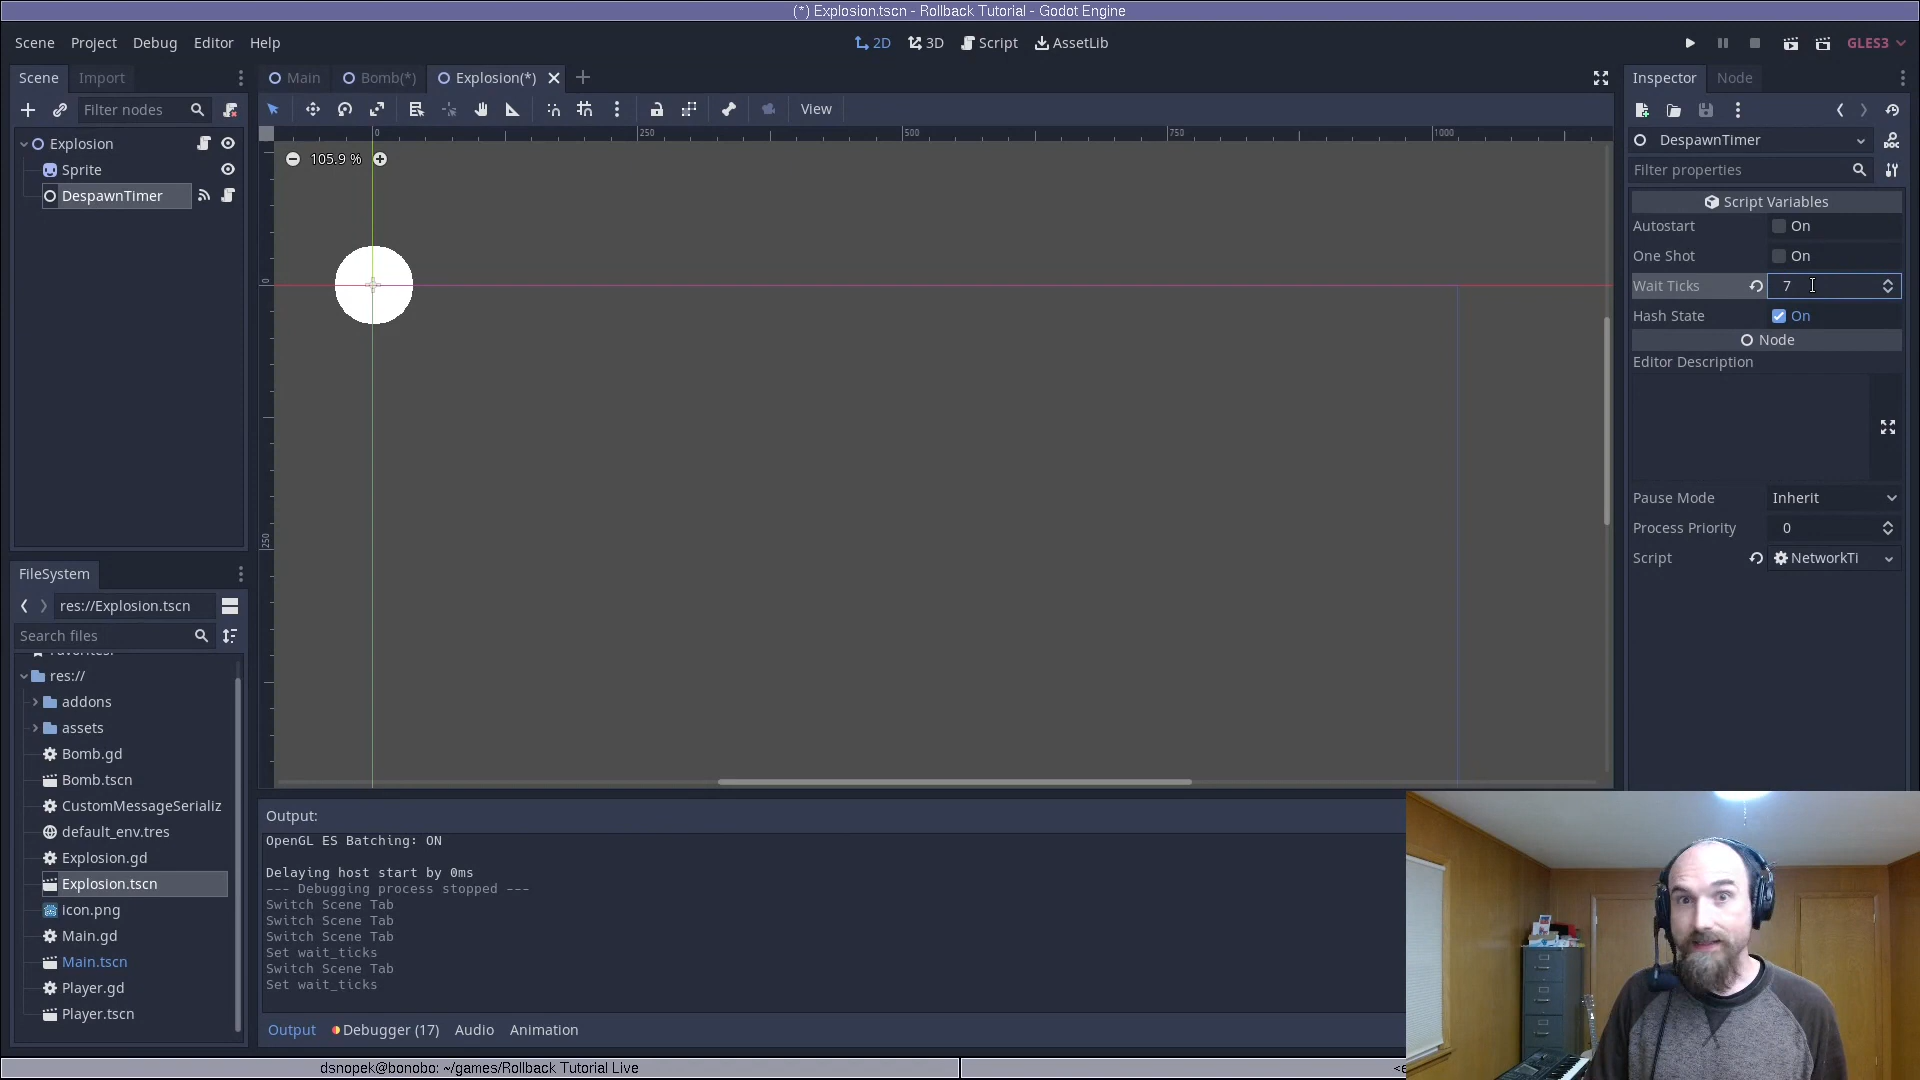 (*) Explosion.tscn - Rollback Tutorial - Godot Engine
Scene Project Debug Editor Help
2D 3D Script AssetLib
GLES3
Scene Import
Main Bomb(*) Explosion(*)
Inspector Node
Filter nodes
View
DespawnTimer
Filter properties
Explosion
Sprite
DespawnTimer
0 250 500 750 1000
105.9 %
0
250
Script Variables
Autostart On
One Shot On
Wait Ticks 7
Hash State On
Node
Editor Description
Pause Mode Inherit
Process Priority 0
Script NetworkTi
FileSystem
res://Explosion.tscn
Search files
res://
addons
assets
Bomb.gd
Bomb.tscn
CustomMessageSerializ
default_env.tres
Explosion.gd
Explosion.tscn
icon.png
Main.gd
Main.tscn
Player.gd
Player.tscn
Output:
OpenGL ES Batching: ON
Delaying host start by 0ms
--- Debugging process stopped ---
Switch Scene Tab
Switch Scene Tab
Switch Scene Tab
Set wait_ticks
Switch Scene Tab
Set wait_ticks
Output Debugger (17) Audio Animation
dsnopek@bonobo: ~/games/Rollback Tutorial Live